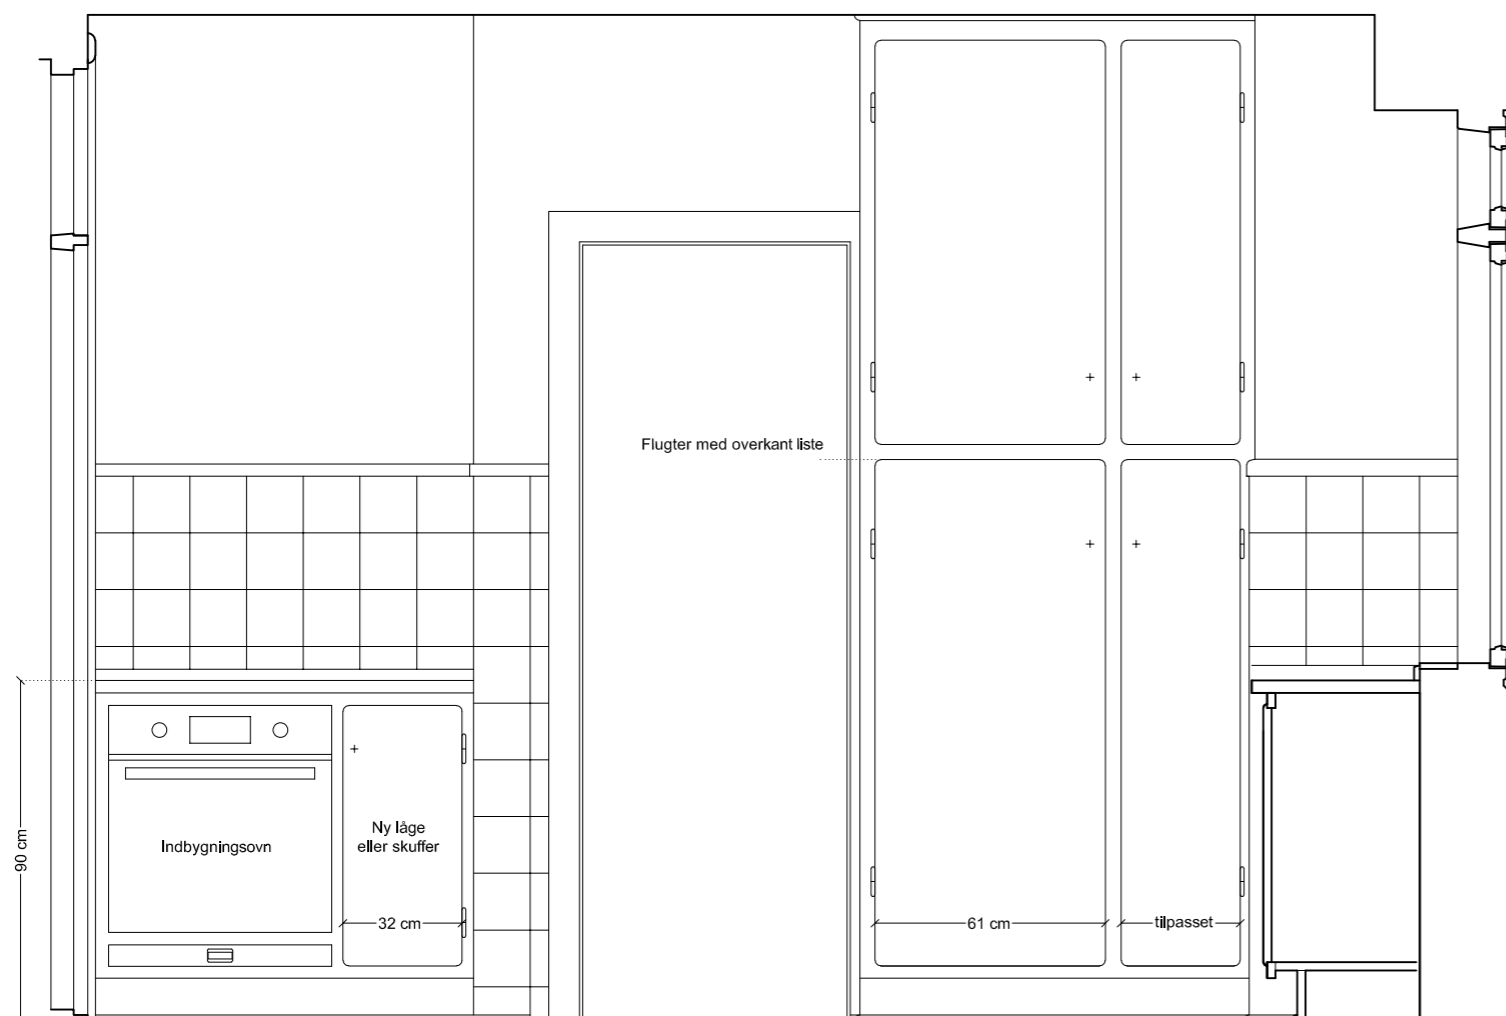 Flugter med overkant liste
Ny låge
eller skuffer
Indbygningsovn
90 cm
32 cm
61 cm
tilpasset